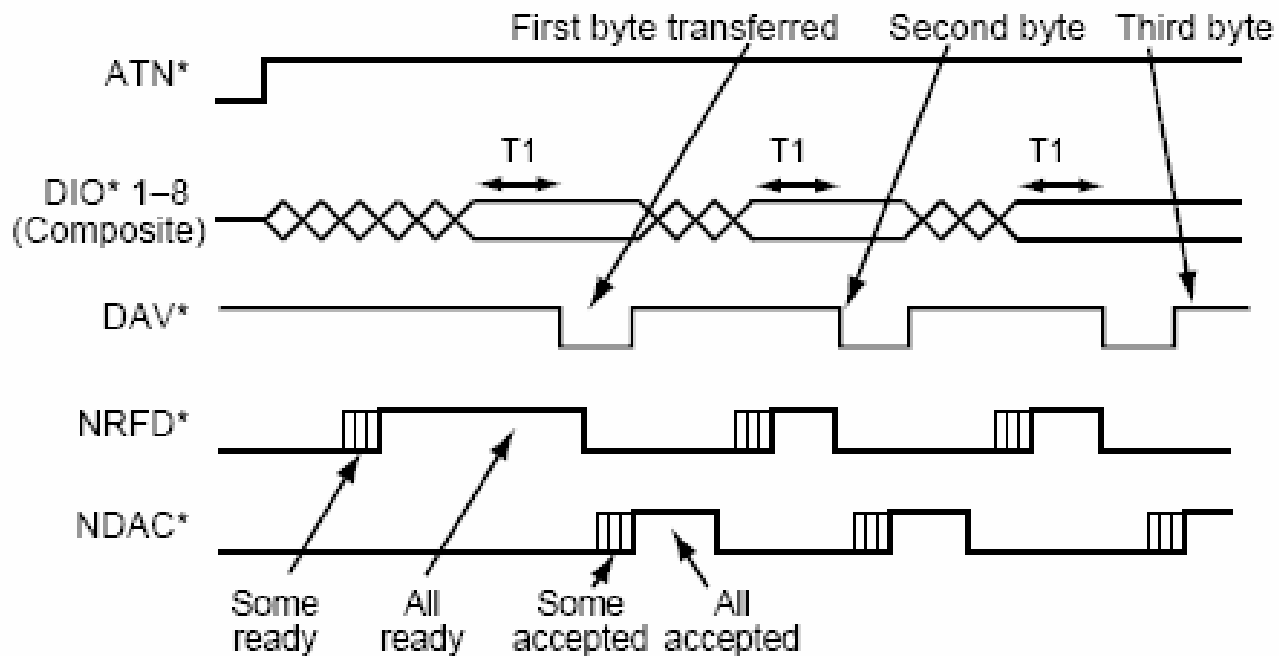 First byte transferred Second byte Third byte
ATN*
T1 T1 T1
DIO* 1–8
(Composite)
DAV*
NRFD*
NDAC*
Some All Some All
ready ready accepted accepted